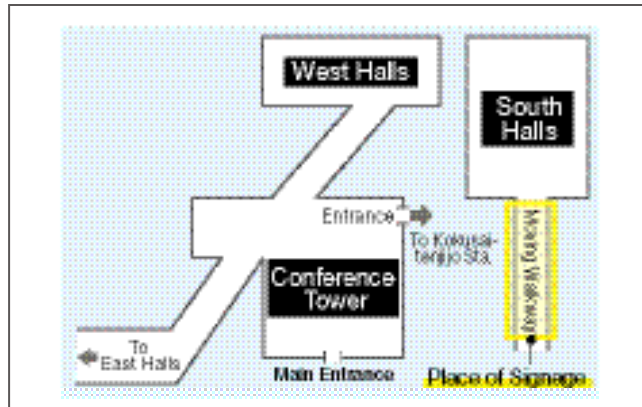 West Halls
South
Halls
Entrance
To Kokusai-
tenjijo Sta.
Moving Walkway
Conference
Tower
To
East Halls
Main Entrance
Place of Signage